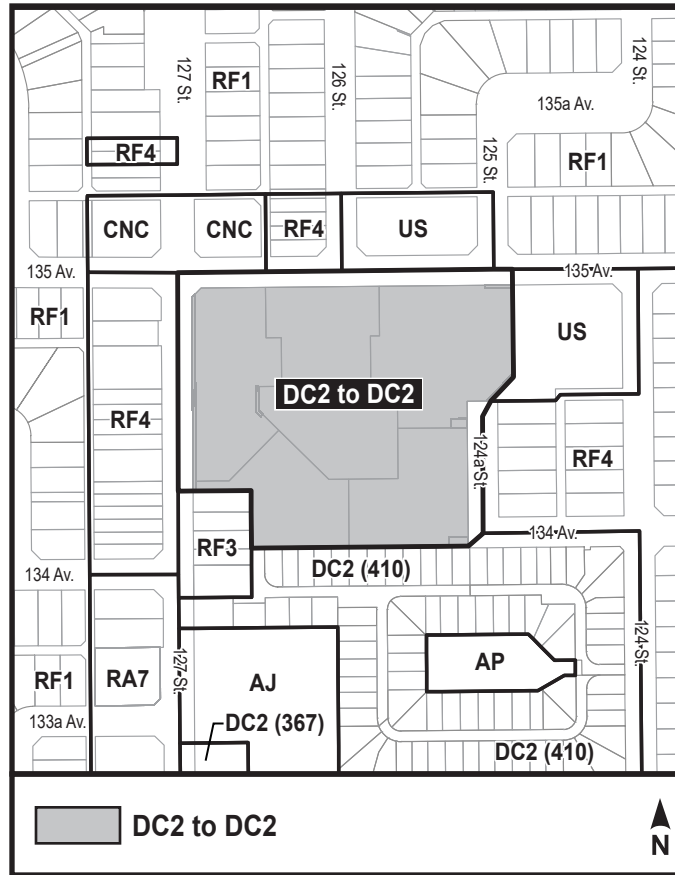 127 St.
RF1
126 St.
124 St.
135a Av.
125 St.
RF4
RF1
CNC
CNC
RF4
US
135 Av.
135 Av.
RF1
US
DC2 to DC2
RF4
124a St.
RF4
RF3
134 Av.
DC2 (410)
134 Av.
127 St.
124 St.
AP
RF1
RA7
AJ
133a Av.
DC2 (367)
DC2 (410)
DC2 to DC2
N